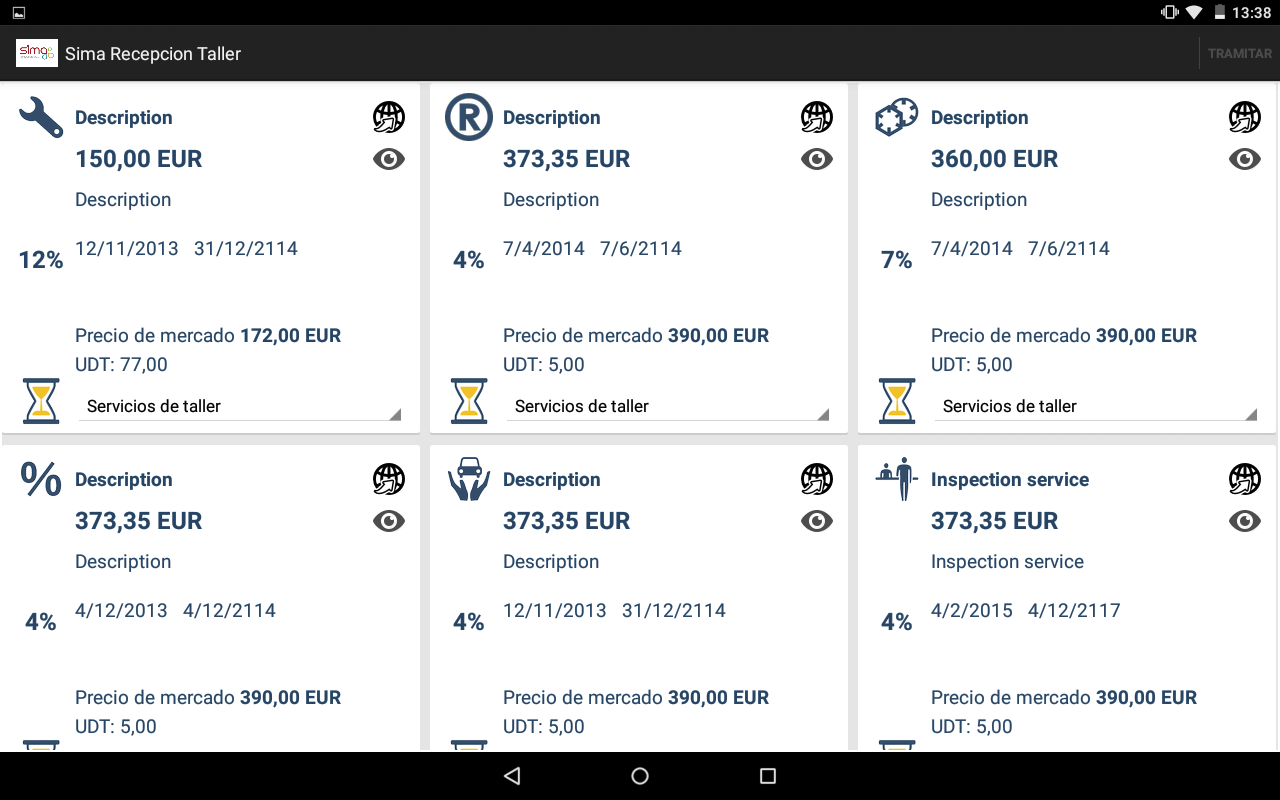 13:38
sima Sima Recepcion Taller TRAMITAR
Description
150,00 EUR
Description
12% 12/11/2013 31/12/2114
Precio de mercado 172,00 EUR
UDT: 77,00
Servicios de taller
® Description
373,35 EUR
Description
4% 7/4/2014 7/6/2114
Precio de mercado 390,00 EUR
UDT: 5,00
Servicios de taller
Description
360,00 EUR
Description
7% 7/4/2014 7/6/2114
Precio de mercado 390,00 EUR
UDT: 5,00
Servicios de taller
% Description
373,35 EUR
Description
4% 4/12/2013 4/12/2114
Precio de mercado 390,00 EUR
UDT: 5,00
Description
373,35 EUR
Description
4% 12/11/2013 31/12/2114
Precio de mercado 390,00 EUR
UDT: 5,00
Inspection service
373,35 EUR
Inspection service
4% 4/2/2015 4/12/2117
Precio de mercado 390,00 EUR
UDT: 5,00